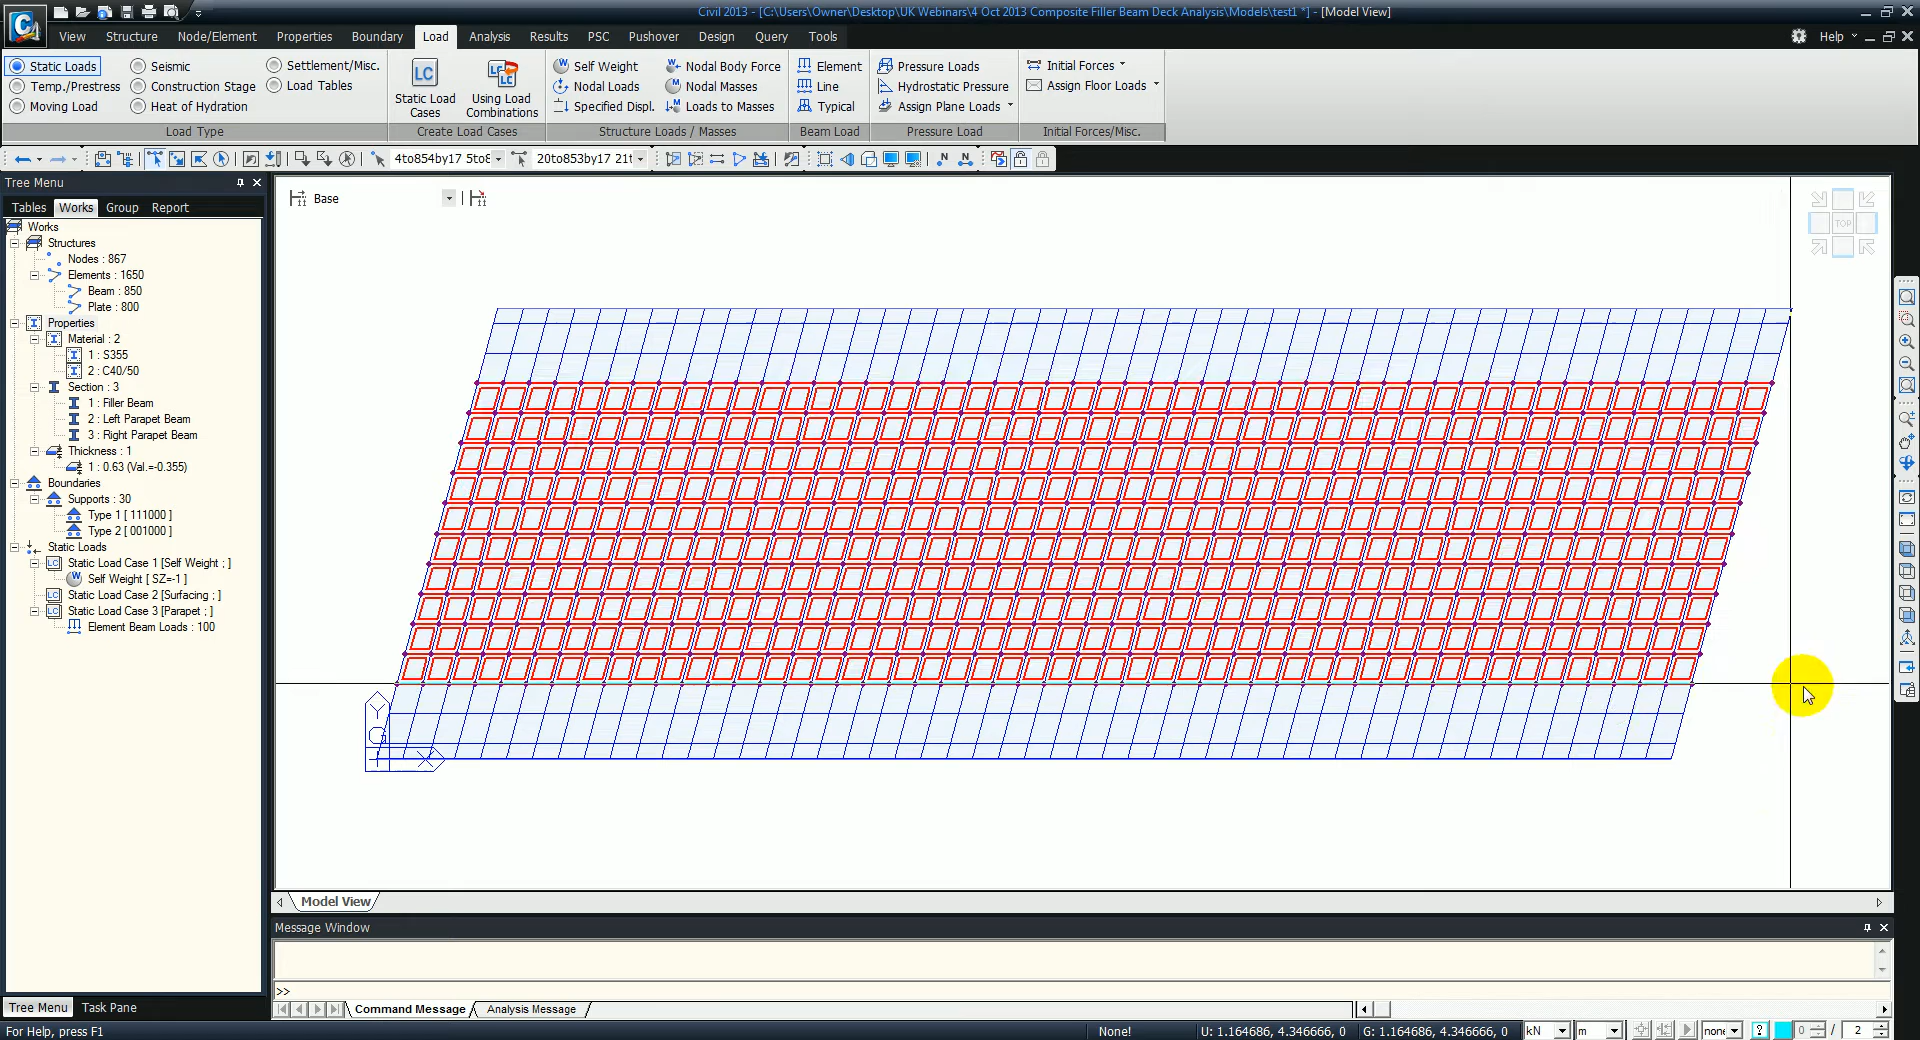 Civil 2013 - [C:\Users\Owner\Desktop\UK Webinars\4 Oct 2013 Composite Filler Beam Deck Analysis\Models\test1 *] - [Model View]
View Structure Node/Element Properties Boundary Load Analysis Results PSC Pushover Design Query Tools Help
Static Loads Seismic Settlement/Misc.
Temp./Prestress Construction Stage Load Tables
Moving Load Heat of Hydration
Load Type
LC
Static Load Cases
Using Load Combinations
Create Load Cases
Self Weight Nodal Body Force
Nodal Loads Nodal Masses
Specified Displ. Loads to Masses
Structure Loads / Masses
Element
Line
Typical
Beam Load
Pressure Loads
Hydrostatic Pressure
Assign Plane Loads
Pressure Load
Initial Forces
Assign Floor Loads
Initial Forces/Misc.
4to854by17 5to8 20to853by17 21t
Tree Menu
Tables Works Group Report
Works
Structures
Nodes : 867
Elements : 1650
Beam : 850
Plate : 800
Properties
Material : 2
1 : S355
2 : C40/50
Section : 3
1 : Filler Beam
2 : Left Parapet Beam
3 : Right Parapet Beam
Thickness : 1
1 : 0.63 (Val.=-0.355)
Boundaries
Supports : 30
Type 1 [ 111000 ]
Type 2 [ 001000 ]
Static Loads
Static Load Case 1 [Self Weight ; ]
Self Weight [ SZ=-1 ]
Static Load Case 2 [Surfacing ; ]
Static Load Case 3 [Parapet ; ]
Element Beam Loads : 100
Base
TOP
Y
G
X
Model View
Message Window
>>
Command Message Analysis Message
Tree Menu Task Pane
For Help, press F1 None! U: 1.164686, 4.346666, 0 G: 1.164686, 4.346666, 0 kN m none ? 0 / 2